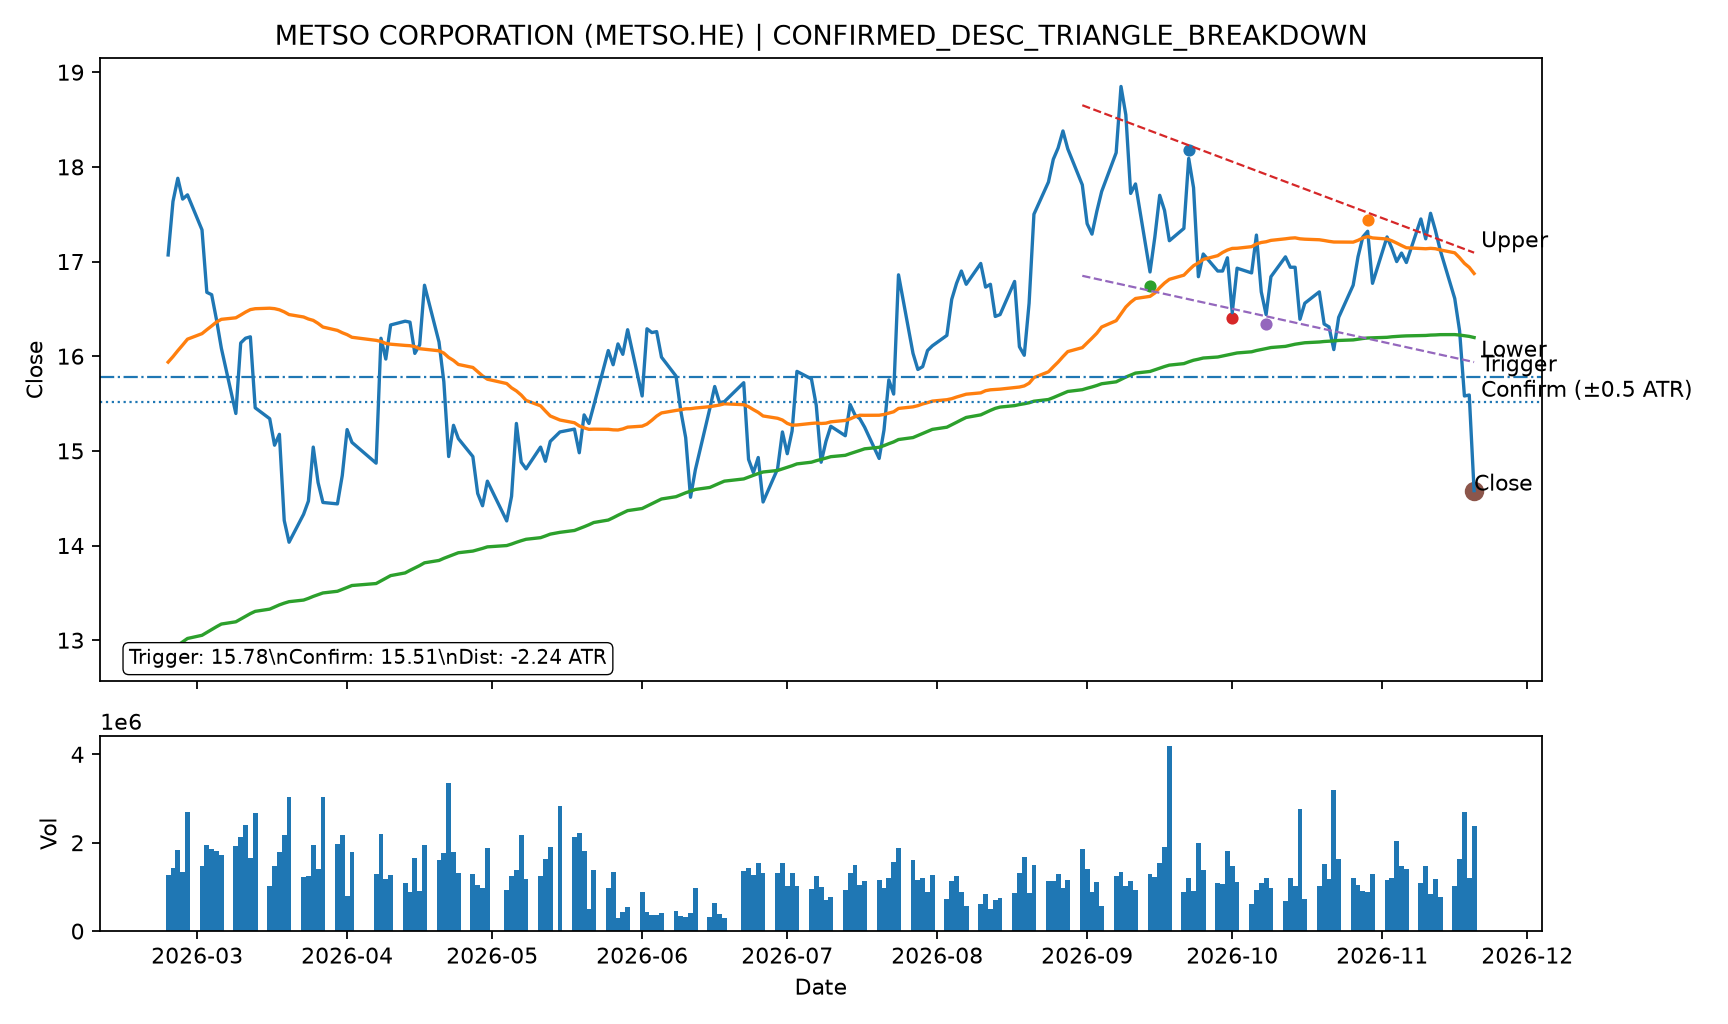 METSO CORPORATION (METSO.HE) | CONFIRMED_DESC_TRIANGLE_BREAKDOWN
19
18
17
16
15
14
13
Close
Upper
Lower
Trigger
Confirm (±0.5 ATR)
Close
Trigger: 15.78\nConfirm: 15.51\nDist: -2.24 ATR
1e6
4
2
0
Vol
2026-03 2026-04 2026-05 2026-06 2026-07 2026-08 2026-09 2026-10 2026-11 2026-12
Date